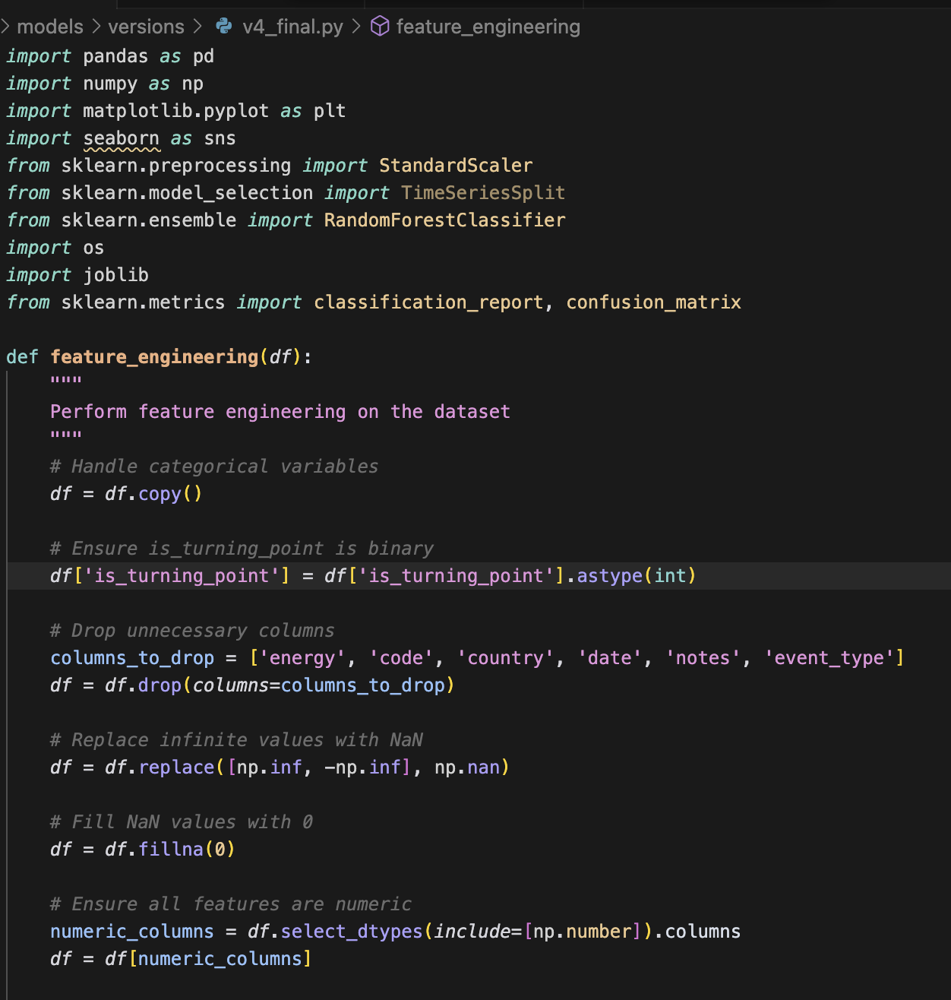 > models > versions > v4_final.py > feature_engineering
import pandas as pd
import numpy as np
import matplotlib.pyplot as plt
import seaborn as sns
from sklearn.preprocessing import StandardScaler
from sklearn.model_selection import TimeSeriesSplit
from sklearn.ensemble import RandomForestClassifier
import os
import joblib
from sklearn.metrics import classification_report, confusion_matrix

def feature_engineering(df):
    """
    Perform feature engineering on the dataset
    """
    # Handle categorical variables
    df = df.copy()

    # Ensure is_turning_point is binary
    df['is_turning_point'] = df['is_turning_point'].astype(int)

    # Drop unnecessary columns
    columns_to_drop = ['energy', 'code', 'country', 'date', 'notes', 'event_type']
    df = df.drop(columns=columns_to_drop)

    # Replace infinite values with NaN
    df = df.replace([np.inf, -np.inf], np.nan)

    # Fill NaN values with 0
    df = df.fillna(0)

    # Ensure all features are numeric
    numeric_columns = df.select_dtypes(include=[np.number]).columns
    df = df[numeric_columns]